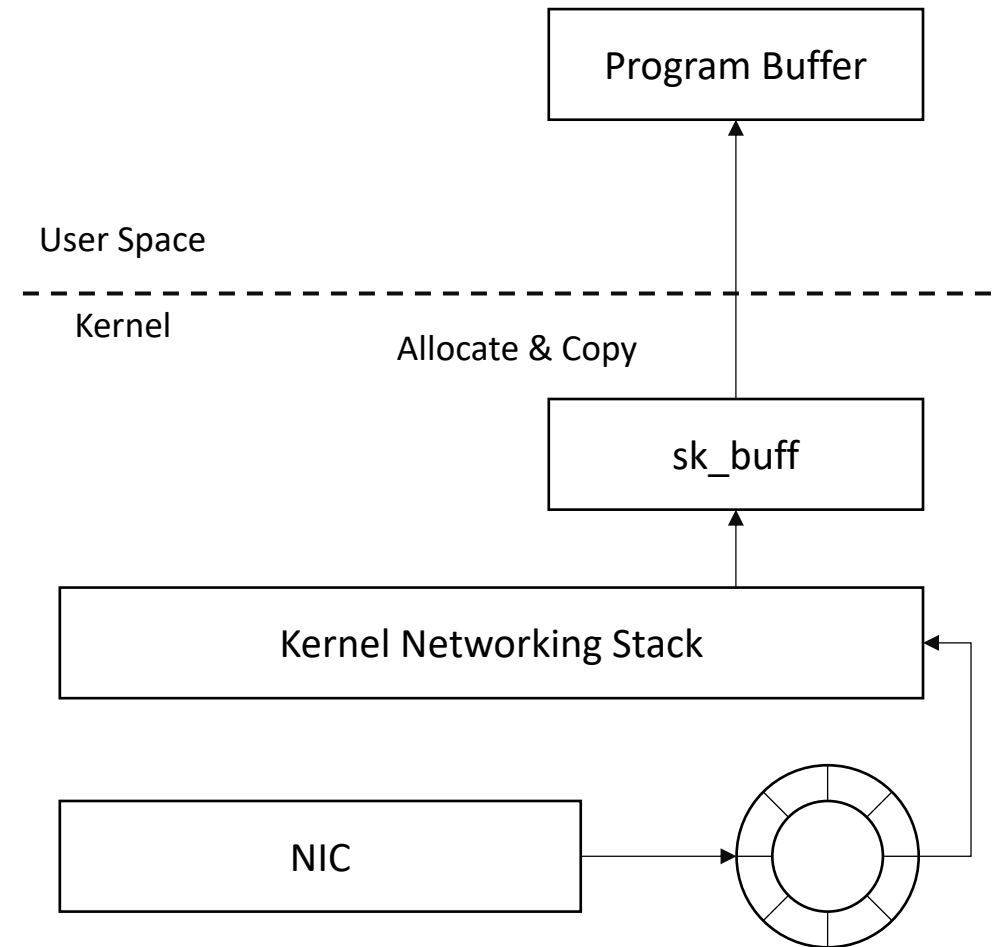 Program Buffer
User Space
Kernel
Allocate & Copy
sk_buff
Kernel Networking Stack
NIC